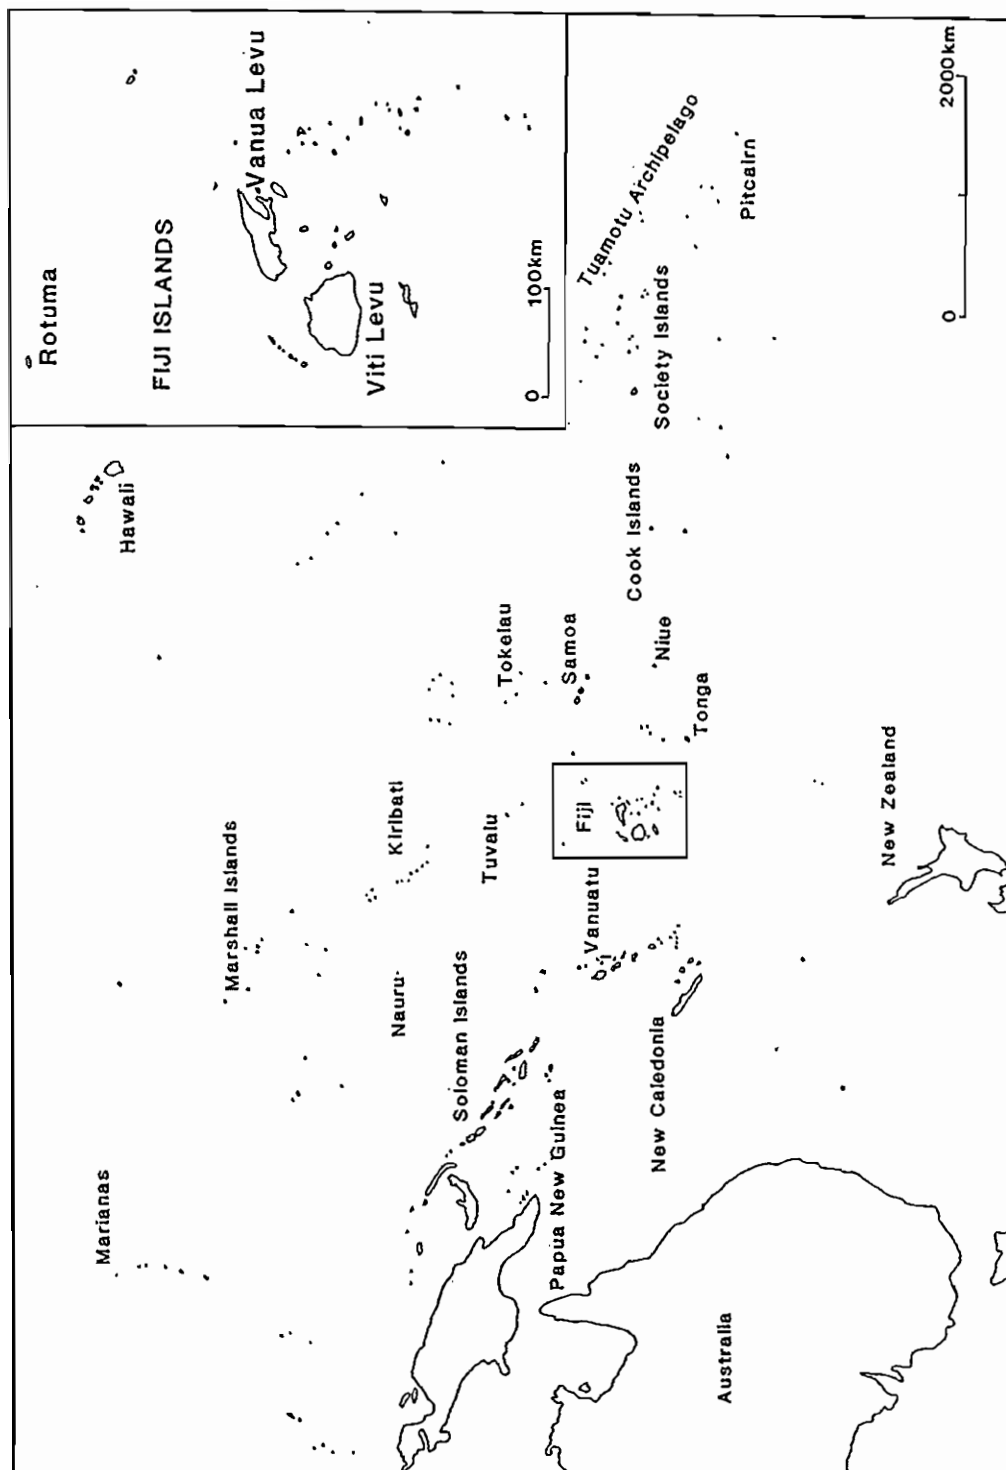 Rotuma
FIJI ISLANDS
Vanua Levu
Viti Levu
0 100km
Marianas
Hawaii
Marshall Islands
Kiribati
Nauru
Soloman Islands
Tuvalu
Tokelau
Papua New Guinea
Vanuatu
Fiji
Samoa
Tuamotu Archipelago
New Caledonia
Tonga
Niue
Cook Islands
Society Islands
Pitcairn
Australia
New Zealand
0 2000km